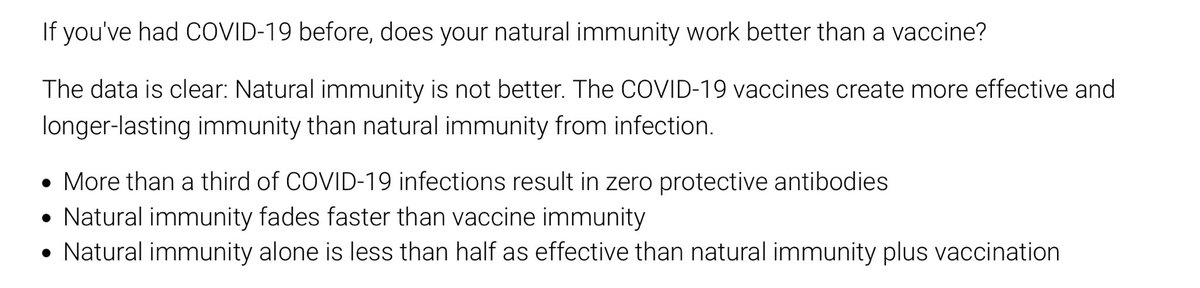 If you've had COVID-19 before, does your natural immunity work better than a vaccine?
The data is clear: Natural immunity is not better. The COVID-19 vaccines create more effective and
longer-lasting immunity than natural immunity from infection.
• More than a third of COVID-19 infections result in zero protective antibodies
• Natural immunity fades faster than vaccine immunity
• Natural immunity alone is less than half as effective than natural immunity plus vaccination